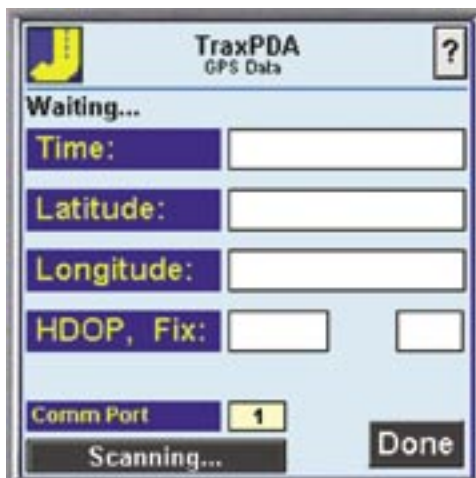 TraxPDA
GPS Data
?
Waiting...
Time:
Latitude:
Longitude:
HDOP, Fix:
Comm Port 1
Scanning...
Done